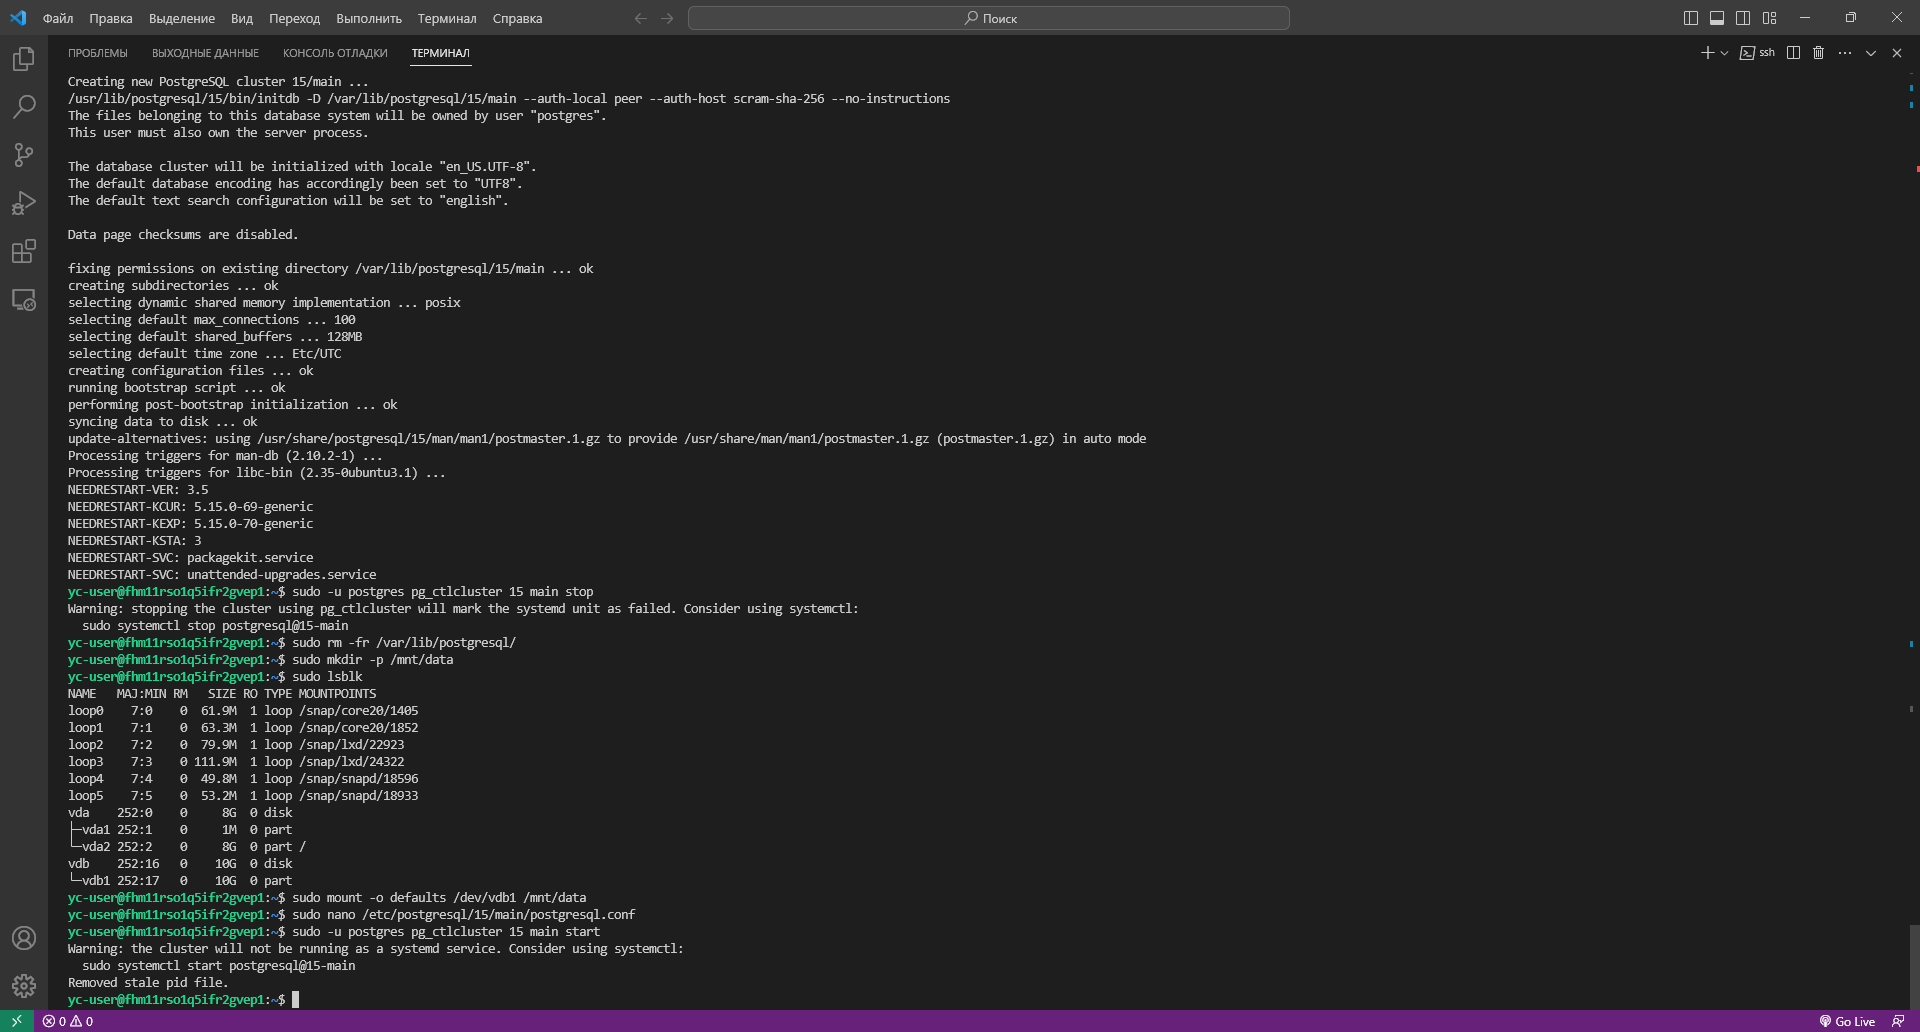 Файл Правка Выделение Вид Переход Выполнить Терминал Справка Поиск
ПРОБЛЕМЫ ВЫХОДНЫЕ ДАННЫЕ КОНСОЛЬ ОТЛАДКИ ТЕРМИНАЛ ssh
Creating new PostgreSQL cluster 15/main ...
/usr/lib/postgresql/15/bin/initdb -D /var/lib/postgresql/15/main --auth-local peer --auth-host scram-sha-256 --no-instructions
The files belonging to this database system will be owned by user "postgres".
This user must also own the server process.
The database cluster will be initialized with locale "en_US.UTF-8".
The default database encoding has accordingly been set to "UTF8".
The default text search configuration will be set to "english".
Data page checksums are disabled.
fixing permissions on existing directory /var/lib/postgresql/15/main ... ok
creating subdirectories ... ok
selecting dynamic shared memory implementation ... posix
selecting default max_connections ... 100
selecting default shared_buffers ... 128MB
selecting default time zone ... Etc/UTC
creating configuration files ... ok
running bootstrap script ... ok
performing post-bootstrap initialization ... ok
syncing data to disk ... ok
update-alternatives: using /usr/share/postgresql/15/man/man1/postmaster.1.gz to provide /usr/share/man/man1/postmaster.1.gz (postmaster.1.gz) in auto mode
Processing triggers for man-db (2.10.2-1) ...
Processing triggers for libc-bin (2.35-0ubuntu3.1) ...
NEEDRESTART-VER: 3.5
NEEDRESTART-KCUR: 5.15.0-69-generic
NEEDRESTART-KEXP: 5.15.0-70-generic
NEEDRESTART-KSTA: 3
NEEDRESTART-SVC: packagekit.service
NEEDRESTART-SVC: unattended-upgrades.service
yc-user@fhm11rso1q5ifr2gvep1:~$ sudo -u postgres pg_ctlcluster 15 main stop
Warning: stopping the cluster using pg_ctlcluster will mark the systemd unit as failed. Consider using systemctl:
  sudo systemctl stop postgresql@15-main
yc-user@fhm11rso1q5ifr2gvep1:~$ sudo rm -fr /var/lib/postgresql/
yc-user@fhm11rso1q5ifr2gvep1:~$ sudo mkdir -p /mnt/data
yc-user@fhm11rso1q5ifr2gvep1:~$ sudo lsblk
NAME   MAJ:MIN RM   SIZE RO TYPE MOUNTPOINTS
loop0    7:0    0  61.9M  1 loop /snap/core20/1405
loop1    7:1    0  63.3M  1 loop /snap/core20/1852
loop2    7:2    0  79.9M  1 loop /snap/lxd/22923
loop3    7:3    0 111.9M  1 loop /snap/lxd/24322
loop4    7:4    0  49.8M  1 loop /snap/snapd/18596
loop5    7:5    0  53.2M  1 loop /snap/snapd/18933
vda    252:0    0     8G  0 disk
├─vda1 252:1    0     1M  0 part
└─vda2 252:2    0     8G  0 part /
vdb    252:16   0    10G  0 disk
└─vdb1 252:17   0    10G  0 part
yc-user@fhm11rso1q5ifr2gvep1:~$ sudo mount -o defaults /dev/vdb1 /mnt/data
yc-user@fhm11rso1q5ifr2gvep1:~$ sudo nano /etc/postgresql/15/main/postgresql.conf
yc-user@fhm11rso1q5ifr2gvep1:~$ sudo -u postgres pg_ctlcluster 15 main start
Warning: the cluster will not be running as a systemd service. Consider using systemctl:
  sudo systemctl start postgresql@15-main
Removed stale pid file.
yc-user@fhm11rso1q5ifr2gvep1:~$
0 0 Go Live